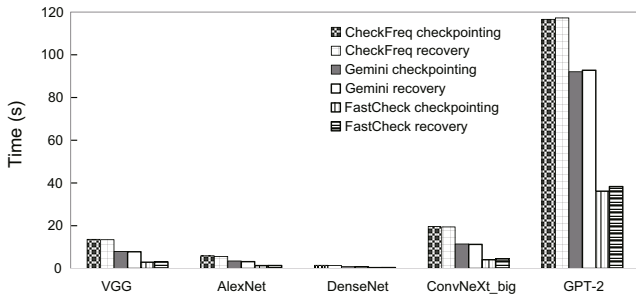 Time (s)
120
100
80
60
40
20
0
CheckFreq checkpointing
CheckFreq recovery
Gemini checkpointing
Gemini recovery
FastCheck checkpointing
FastCheck recovery
VGG AlexNet DenseNet ConvNeXt_big GPT-2